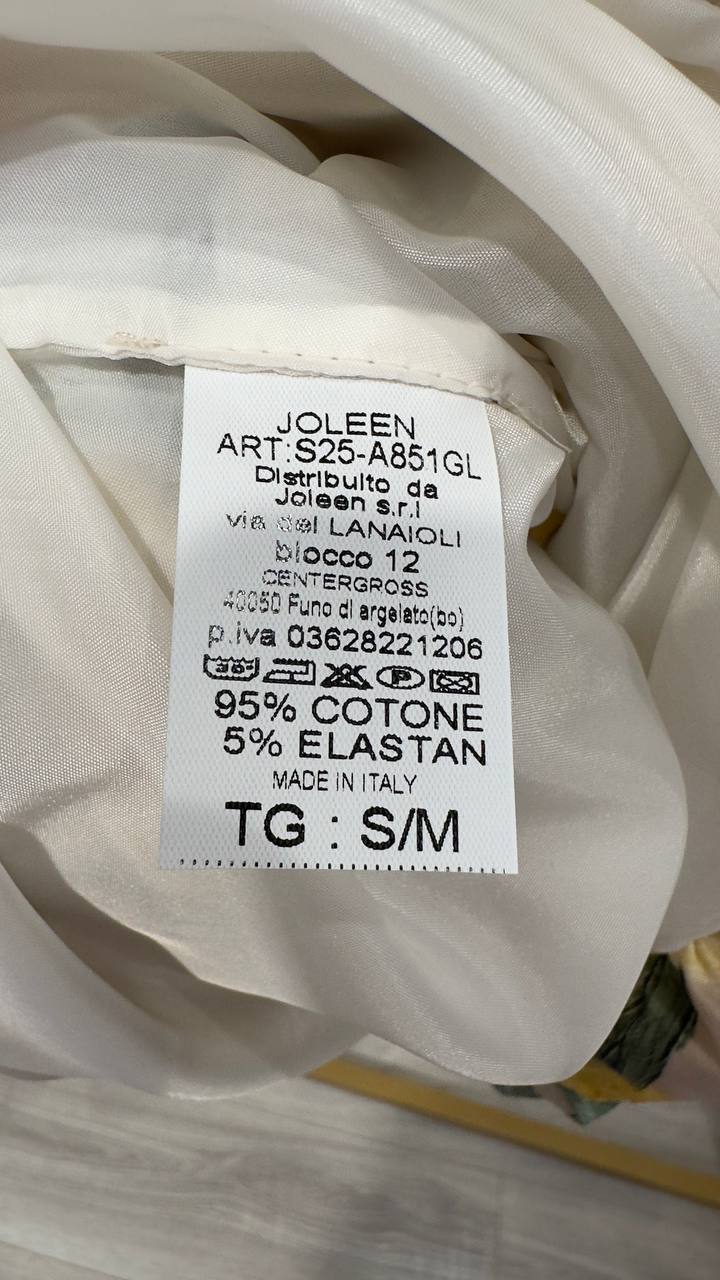 JOLEEN
ART:S25-A851GL
Distribuito da
Joleen s.r.l
via dei LANAIOLI
blocco 12
CENTERGROSS
40050 Funo di argelato(bo)
p.iva 03628221206
30 P
95% COTONE
5% ELASTAN
MADE IN ITALY
TG : S/M